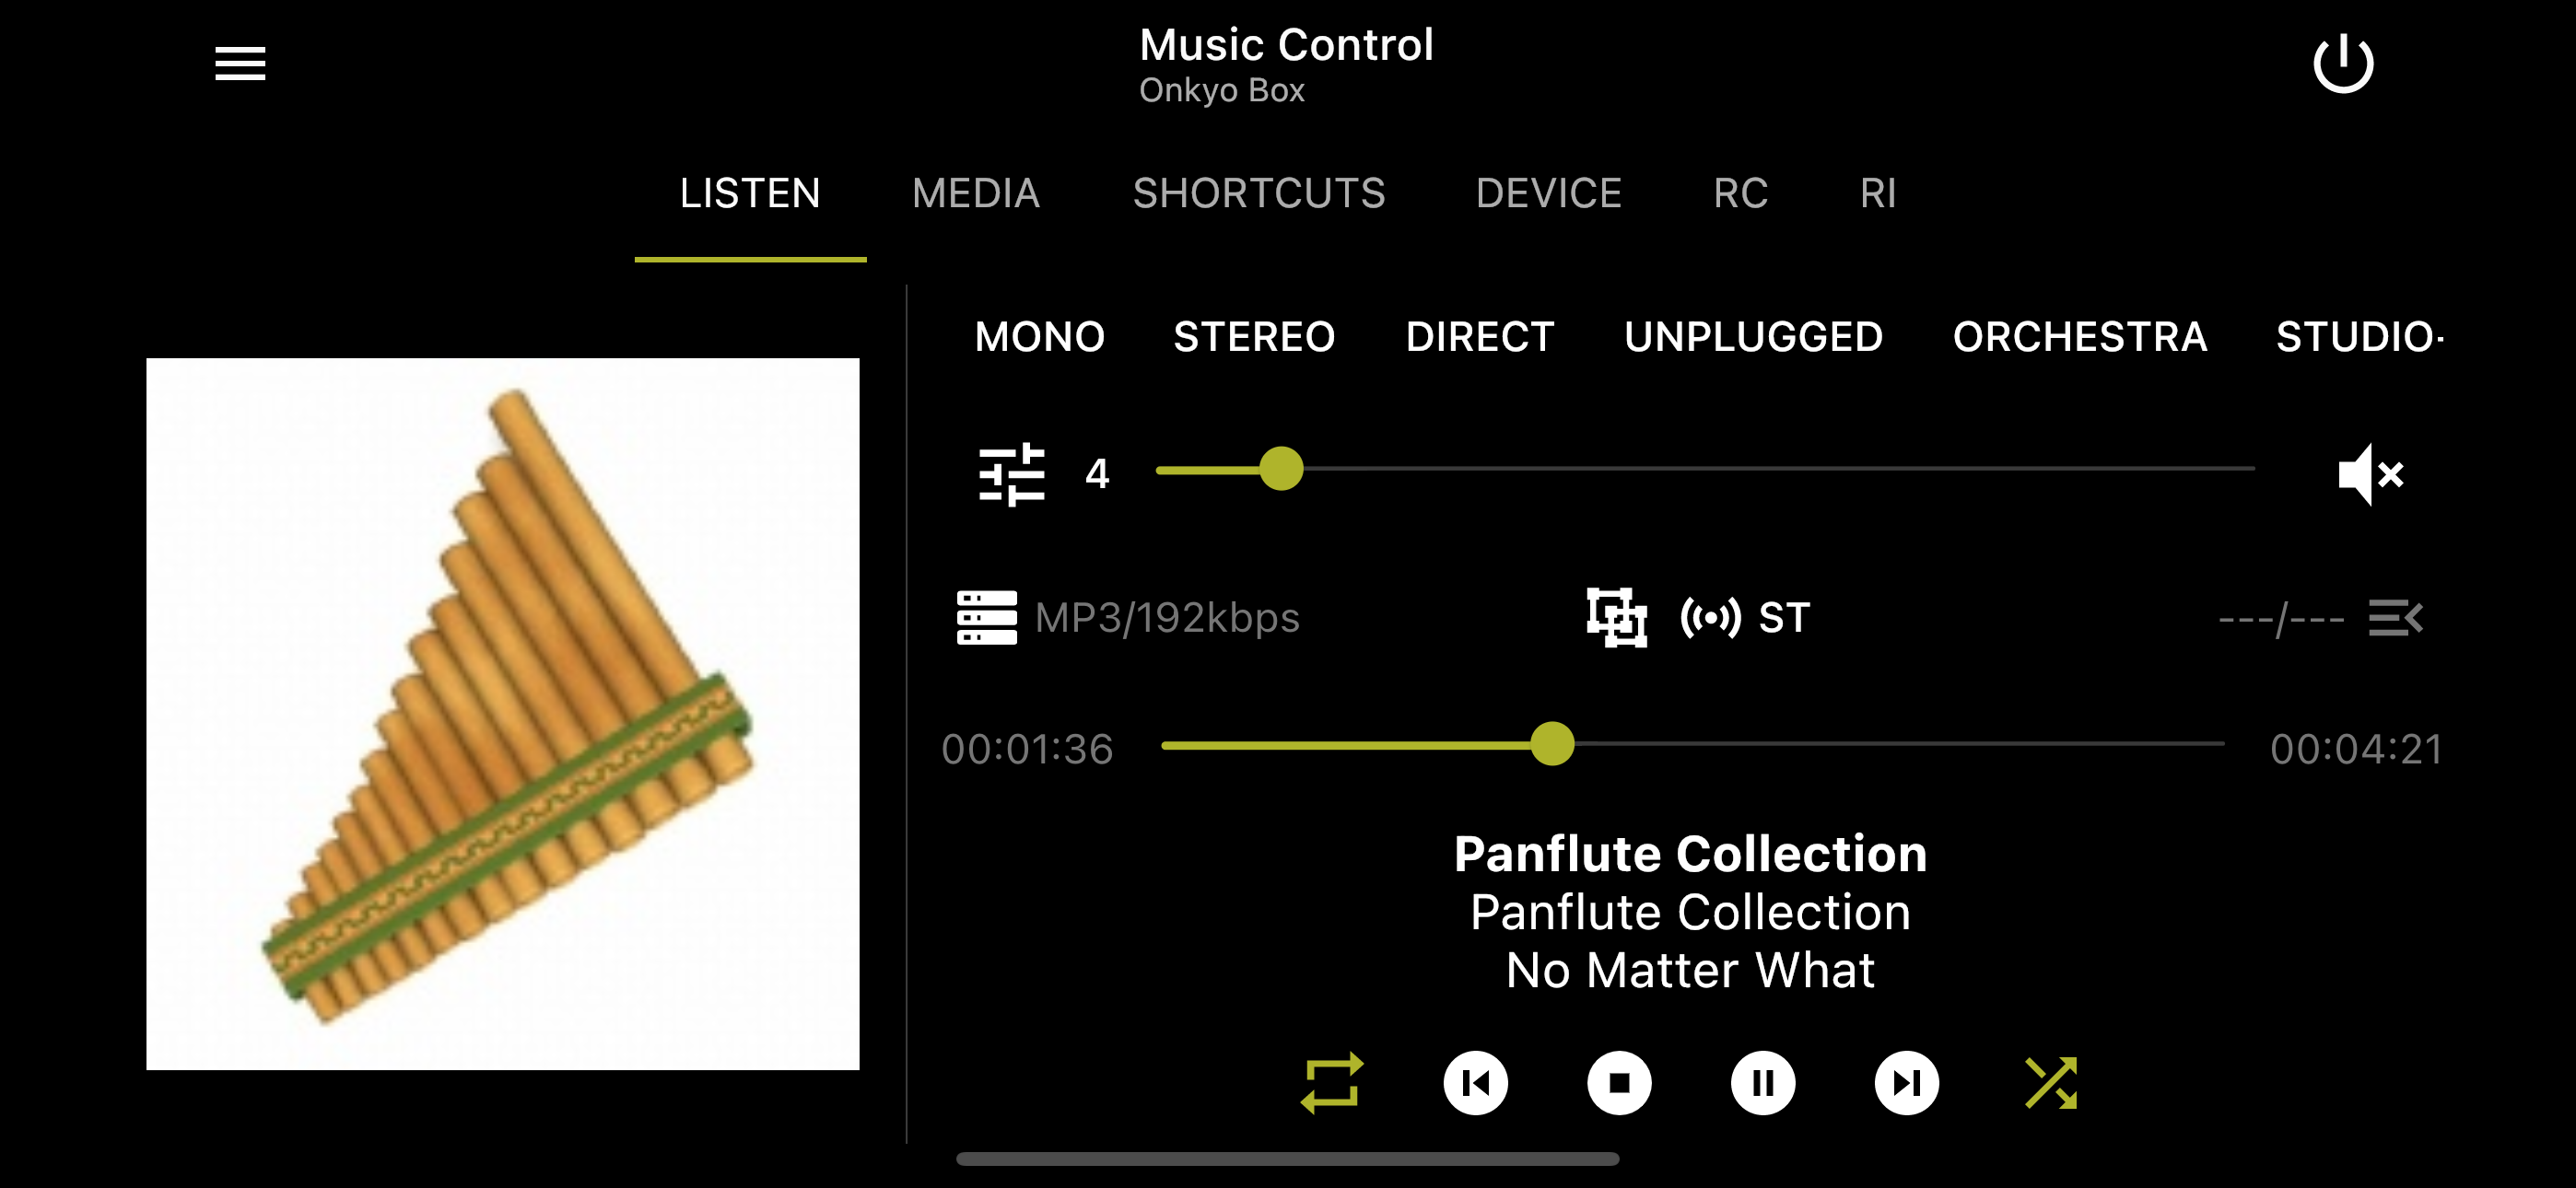 Music Control
Onkyo Box
LISTEN MEDIA SHORTCUTS DEVICE RC RI
MONO STEREO DIRECT UNPLUGGED ORCHESTRA STUDIO-
4
MP3/192kbps ST ---/---
00:01:36 00:04:21
Panflute Collection
Panflute Collection
No Matter What